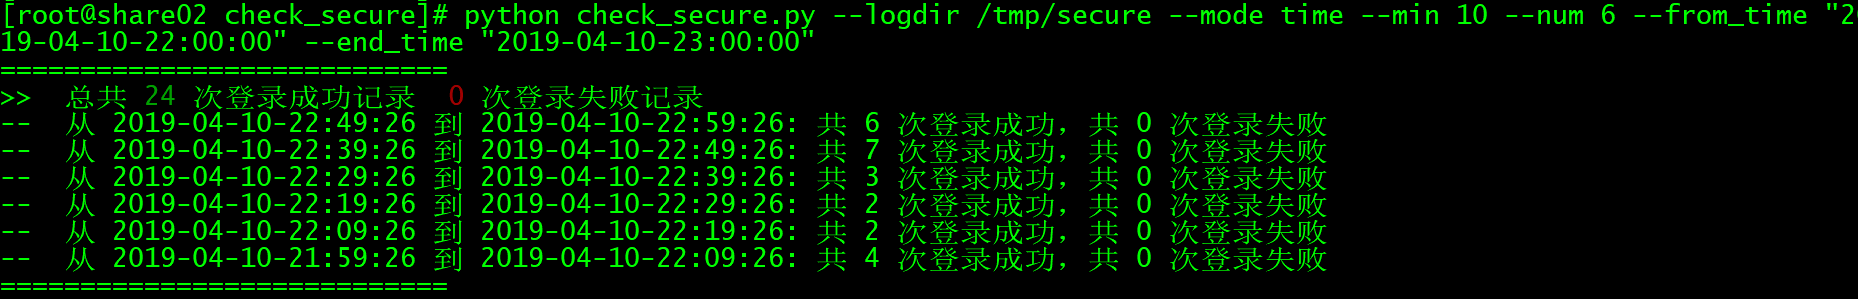 [root@share02 check_secure]# python check_secure.py --logdir /tmp/secure --mode time --min 10 --num 6 --from_time "20
19-04-10-22:00:00" --end_time "2019-04-10-23:00:00"
============================
>>  总共 24 次登录成功记录  0 次登录失败记录
--  从 2019-04-10-22:49:26 到 2019-04-10-22:59:26: 共 6 次登录成功，共 0 次登录失败
--  从 2019-04-10-22:39:26 到 2019-04-10-22:49:26: 共 7 次登录成功，共 0 次登录失败
--  从 2019-04-10-22:29:26 到 2019-04-10-22:39:26: 共 3 次登录成功，共 0 次登录失败
--  从 2019-04-10-22:19:26 到 2019-04-10-22:29:26: 共 2 次登录成功，共 0 次登录失败
--  从 2019-04-10-22:09:26 到 2019-04-10-22:19:26: 共 2 次登录成功，共 0 次登录失败
--  从 2019-04-10-21:59:26 到 2019-04-10-22:09:26: 共 4 次登录成功，共 0 次登录失败
============================